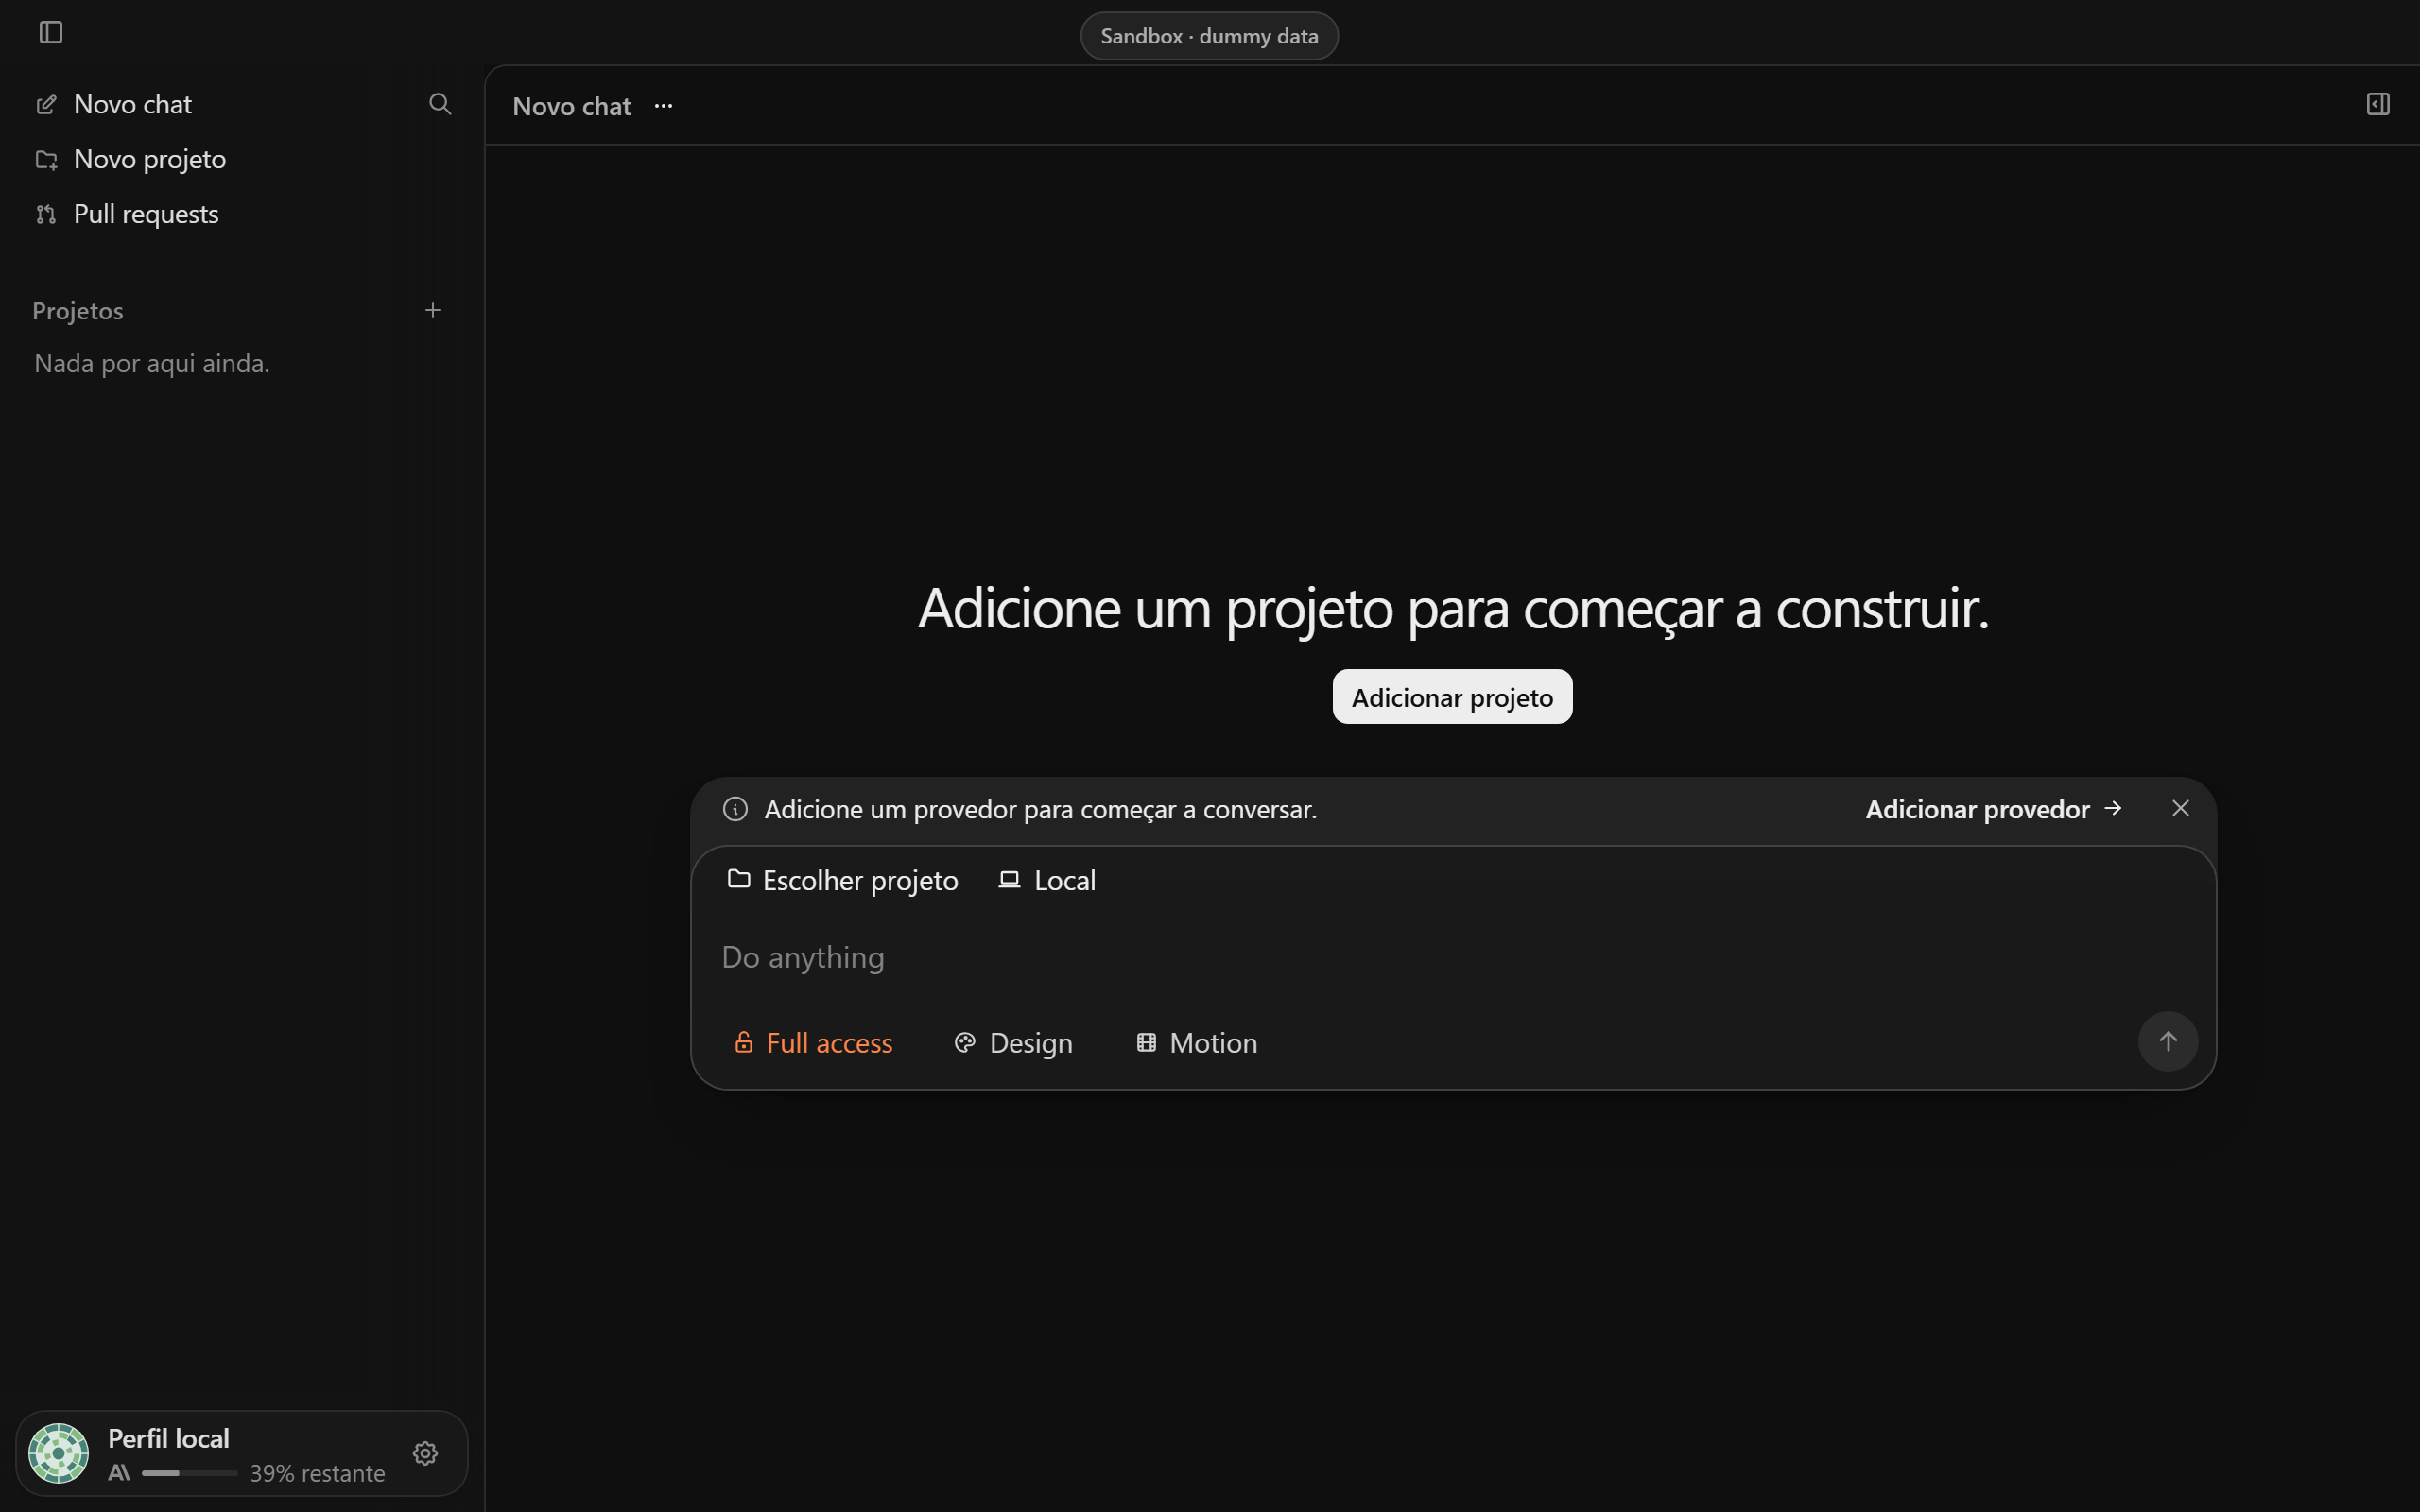 Sandbox · dummy data
Novo chat
Novo projeto
Pull requests
Projetos
Nada por aqui ainda.
Perfil local
39% restante
Novo chat
Adicione um projeto para começar a construir.
Adicionar projeto
Adicione um provedor para começar a conversar.
Adicionar provedor →
Escolher projeto
Local
Do anything
Full access
Design
Motion